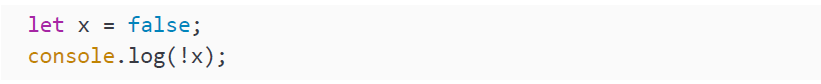 let x = false;
console.log(!x);